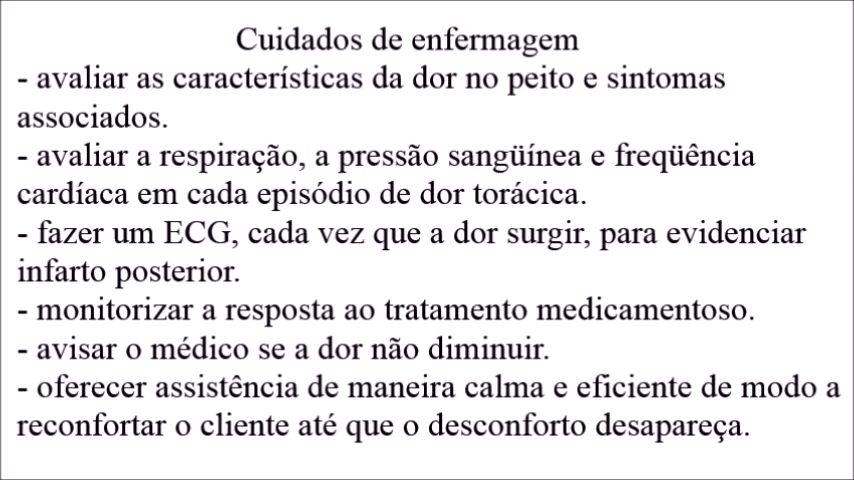 Cuidados de enfermagem
- avaliar as características da dor no peito e sintomas
associados.
- avaliar a respiração, a pressão sangüínea e freqüência
cardíaca em cada episódio de dor torácica.
- fazer um ECG, cada vez que a dor surgir, para evidenciar
infarto posterior.
- monitorizar a resposta ao tratamento medicamentoso.
- avisar o médico se a dor não diminuir.
- oferecer assistência de maneira calma e eficiente de modo a
reconfortar o cliente até que o desconforto desapareça.